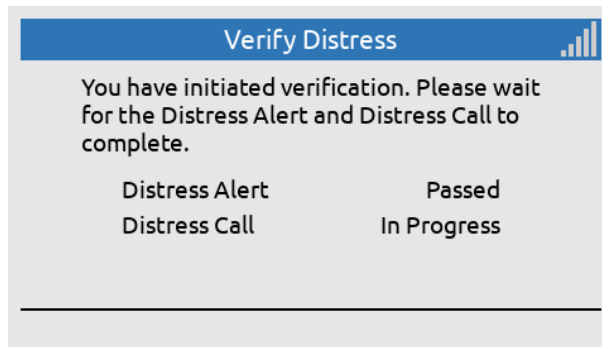 Verify Distress
You have initiated verification. Please wait
for the Distress Alert and Distress Call to
complete.
Distress Alert Passed
Distress Call In Progress